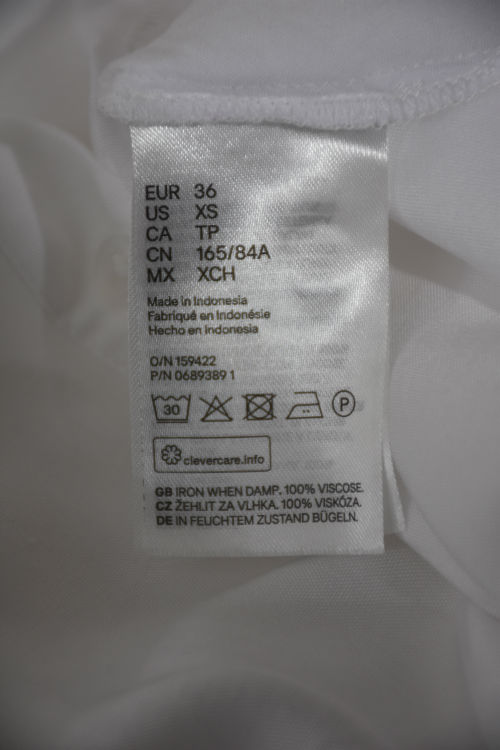 EUR 36
US XS
CA TP
CN 165/84A
MX XCH
Made in Indonesia
Fabriqué en Indonésie
Hecho en Indonesia
O/N 159422
P/N 0689389 1
30
P
clevercare.info
GB IRON WHEN DAMP. 100% VISCOSE.
CZ ŽEHLIT ZA VLHKA. 100% VISKÓZA.
DE IN FEUCHTEM ZUSTAND BÜGELN.